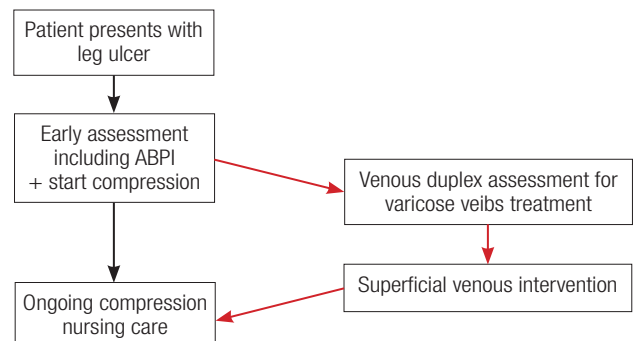 Patient presents with
leg ulcer
Early assessment
including ABPI
+ start compression
Venous duplex assessment for
varicose veibs treatment
Superficial venous intervention
Ongoing compression
nursing care